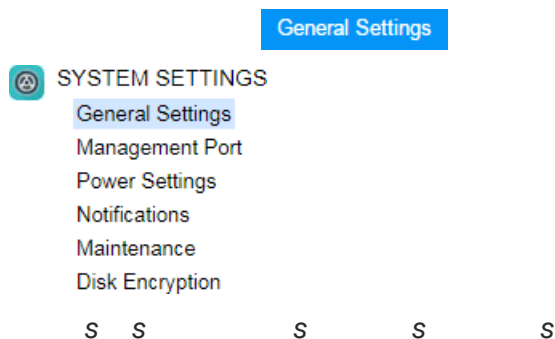 General Settings
SYSTEM SETTINGS
General Settings
Management Port
Power Settings
Notifications
Maintenance
Disk Encryption
s s s s s